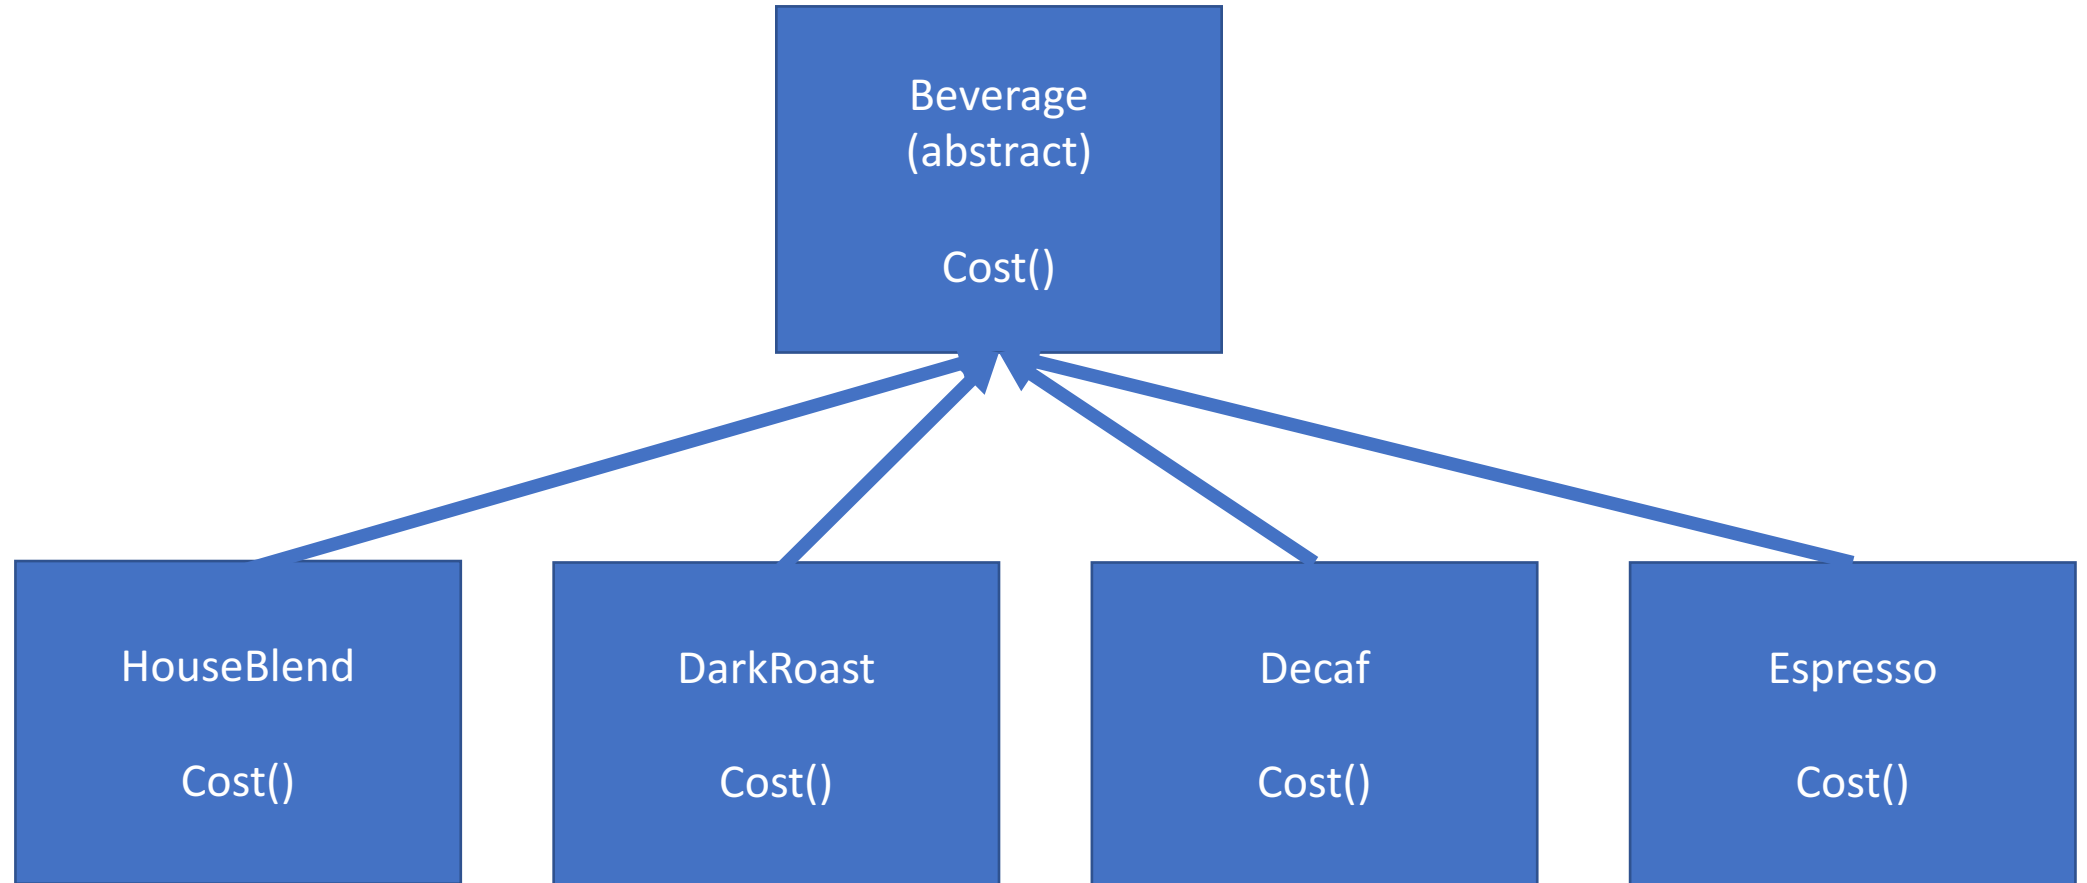 Beverage
(abstract)
Cost()
HouseBlend
Cost()
DarkRoast
Cost()
Decaf
Cost()
Espresso
Cost()